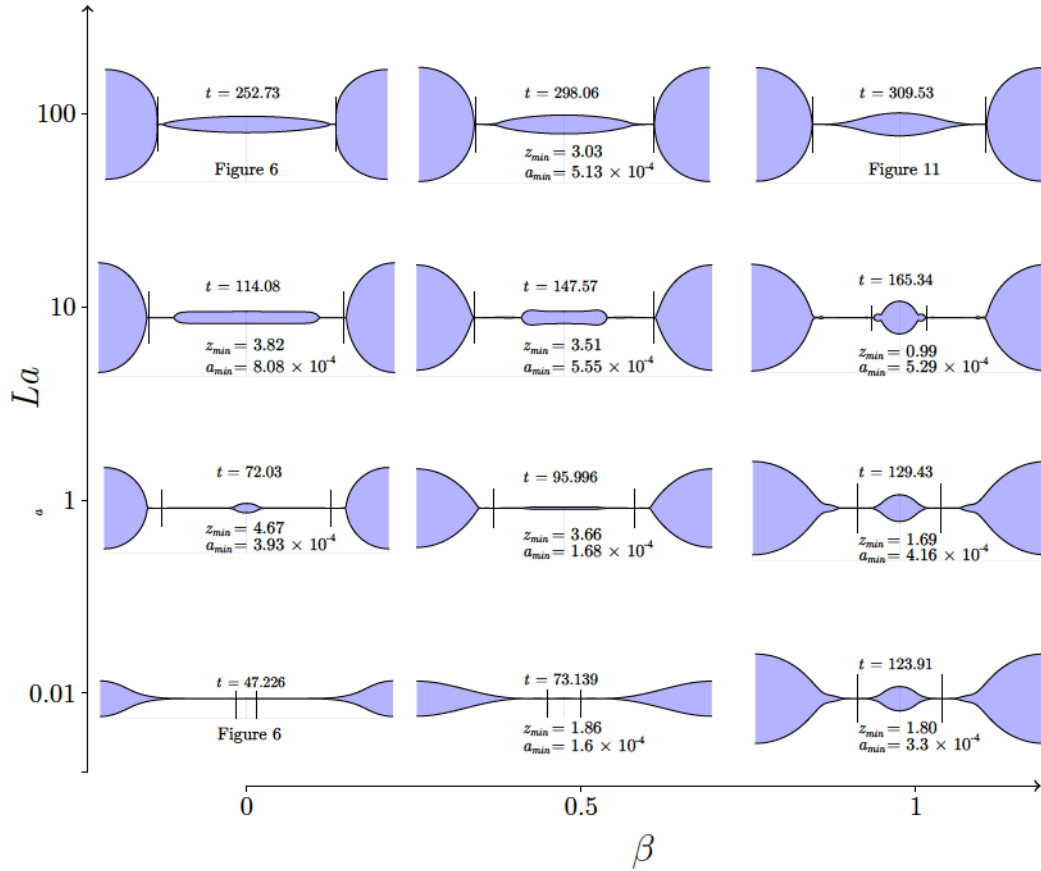 100
t = 252.73
Figure 6
t = 298.06
z_min = 3.03
a_min = 5.13 × 10⁻⁴
t = 309.53
Figure 11
10
t = 114.08
z_min = 3.82
a_min = 8.08 × 10⁻⁴
t = 147.57
z_min = 3.51
a_min = 5.55 × 10⁻⁴
t = 165.34
z_min = 0.99
a_min = 5.29 × 10⁻⁴
La
a
1
t = 72.03
z_min = 4.67
a_min = 3.93 × 10⁻⁴
t = 95.996
z_min = 3.66
a_min = 1.68 × 10⁻⁴
t = 129.43
z_min = 1.69
a_min = 4.16 × 10⁻⁴
0.01
t = 47.226
Figure 6
t = 73.139
z_min = 1.86
a_min = 1.6 × 10⁻⁴
t = 123.91
z_min = 1.80
a_min = 3.3 × 10⁻⁴
0
0.5
1
β